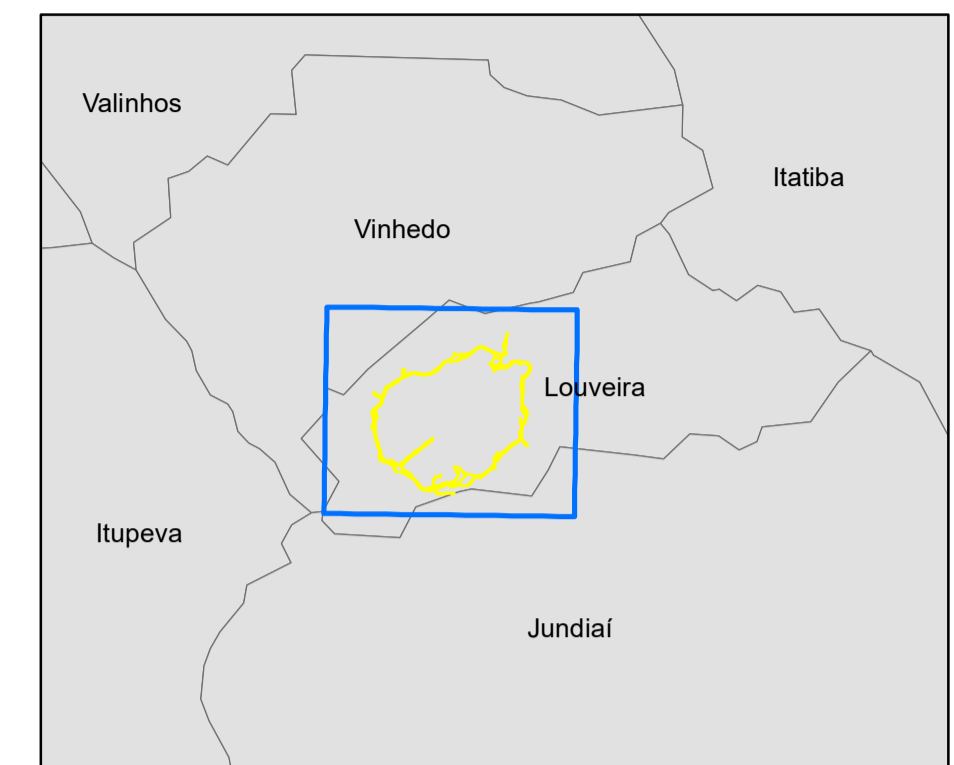 Valinhos
Itatiba
Vinhedo
Louveira
Itupeva
Jundiaí